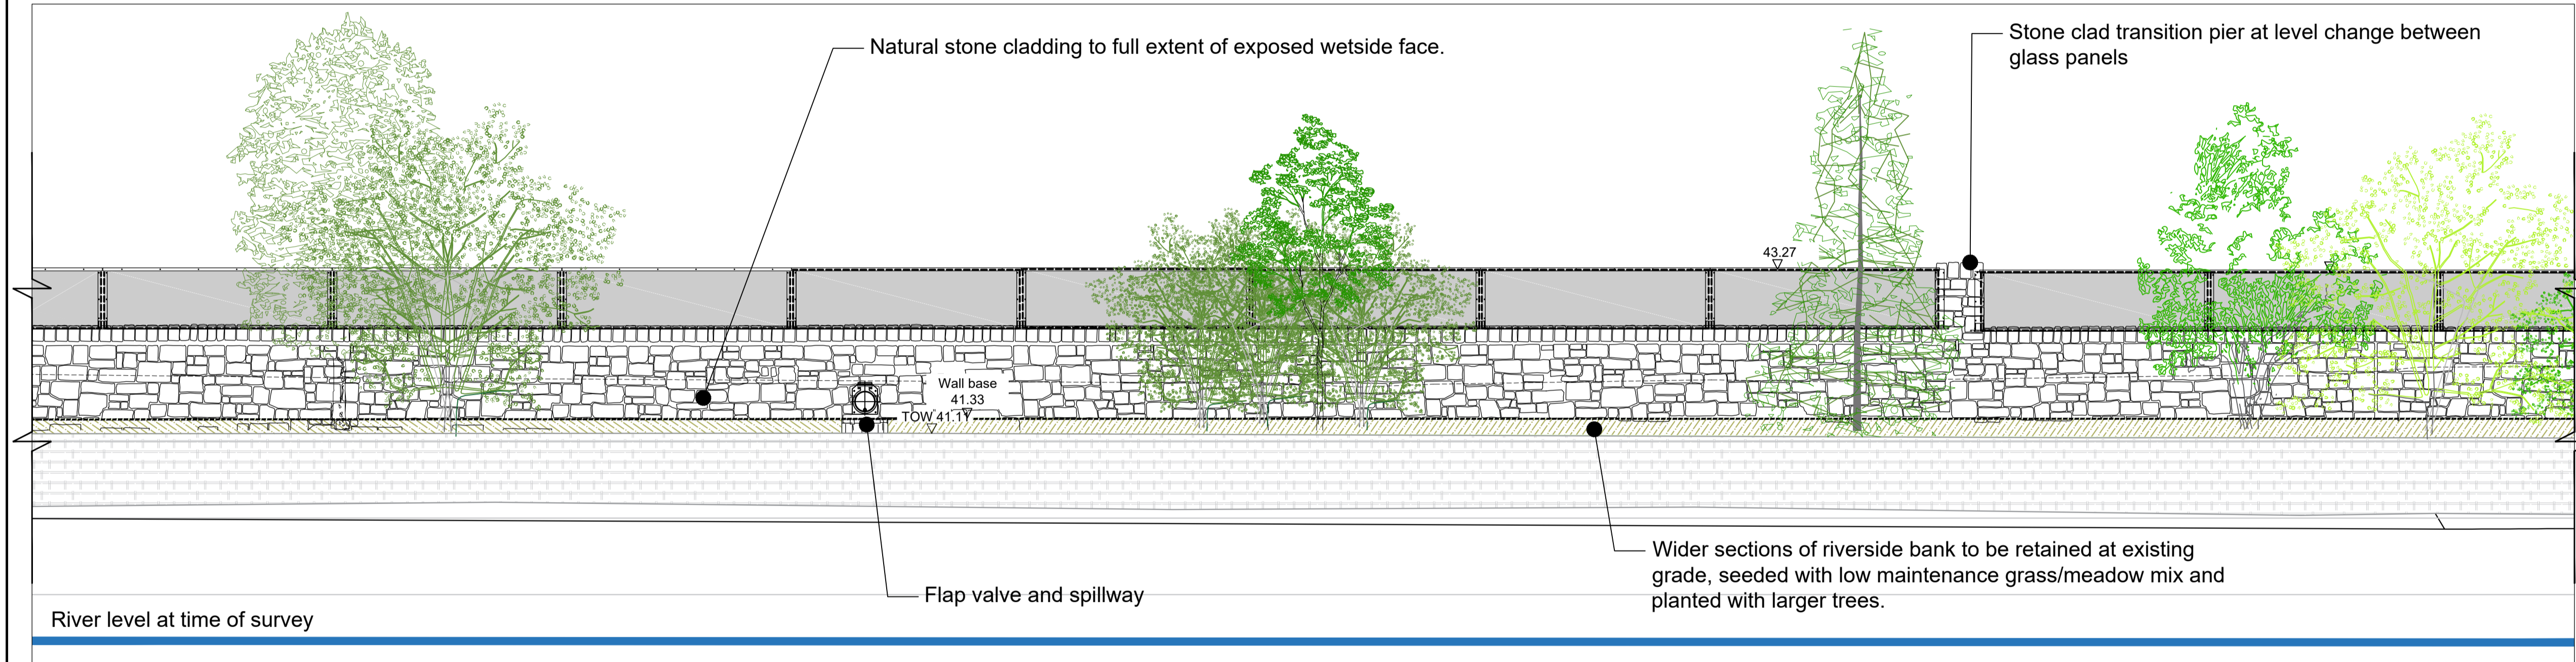 Natural stone cladding to full extent of exposed wetside face.
Stone clad transition pier at level change between
glass panels
43.27
Wall base
41.33
TOW 41.11
Wider sections of riverside bank to be retained at existing
grade, seeded with low maintenance grass/meadow mix and
planted with larger trees.
Flap valve and spillway
River level at time of survey